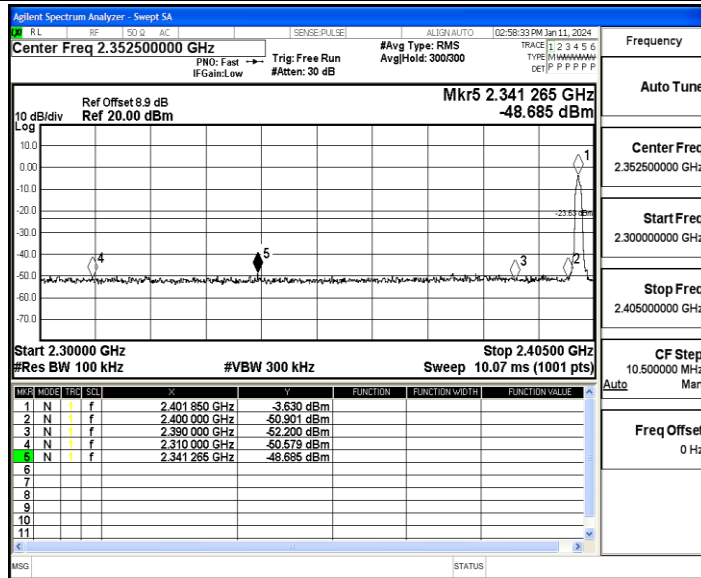 Agilent Spectrum Analyzer - Swept SA
RL RF 50 Ω AC SENSE:PULSE ALIGN AUTO 02:58:33 PM Jan 11, 2024
Center Freq 2.352500000 GHz
PNO: Fast Trig: Free Run
IFGain:Low #Atten: 30 dB
#Avg Type: RMS
Avg|Hold: 300/300
TRACE 1 2 3 4 5 6
TYPE MWWWWW
DET P P P P P P
Frequency
Auto Tune
Center Freq
2.352500000 GHz
Start Freq
2.300000000 GHz
Stop Freq
2.405000000 GHz
CF Step
10.500000 MHz
Auto Man
Freq Offset
0 Hz
Mkr5 2.341 265 GHz
-48.685 dBm
Ref Offset 8.9 dB
10 dB/div Ref 20.00 dBm
Log
10.0
0.00
-10.0
-20.0
-30.0
-40.0
-50.0
-60.0
-70.0
1
-23.63 dBm
4
5
3
2
Start 2.30000 GHz Stop 2.40500 GHz
#Res BW 100 kHz #VBW 300 kHz Sweep 10.07 ms (1001 pts)
MKR MODE TRC SCL X Y FUNCTION FUNCTION WIDTH FUNCTION VALUE
1 N 1 f 2.401 850 GHz -3.630 dBm
2 N 1 f 2.400 000 GHz -50.901 dBm
3 N 1 f 2.390 000 GHz -52.200 dBm
4 N 1 f 2.310 000 GHz -50.579 dBm
5 N 1 f 2.341 265 GHz -48.685 dBm
6
7
8
9
10
11
MSG STATUS